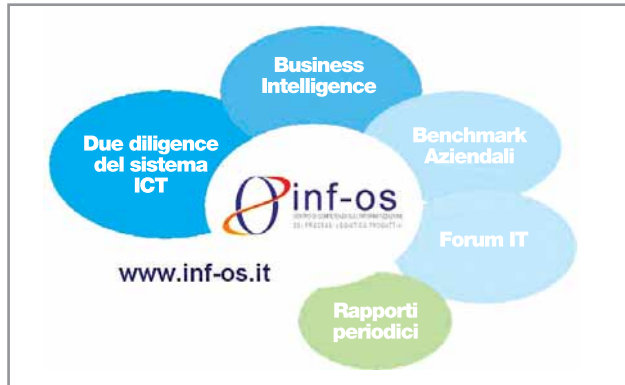 Business
Intelligence
Due diligence
del sistema
ICT
Benchmark
Aziendali
inf-os
Forum IT
www.inf-os.it
Rapporti
periodici